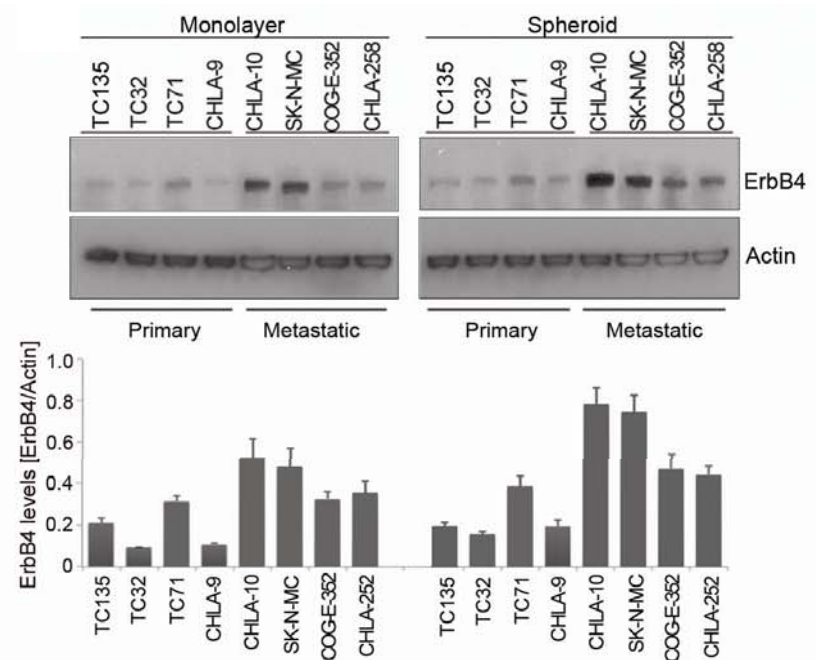 Monolayer Spheroid
TC135 TC32 TC71 CHLA-9 CHLA-10 SK-N-MC COG-E-352 CHLA-258 TC135 TC32 TC71 CHLA-9 CHLA-10 SK-N-MC COG-E-352 CHLA-258
ErbB4
Actin
Primary Metastatic Primary Metastatic
ErbB4 levels [ErbB4/Actin]
1.0
0.8
0.6
0.4
0.2
0
TC135 TC32 TC71 CHLA-9 CHLA-10 SK-N-MC COG-E-352 CHLA-252 TC135 TC32 TC71 CHLA-9 CHLA-10 SK-N-MC COG-E-352 CHLA-252